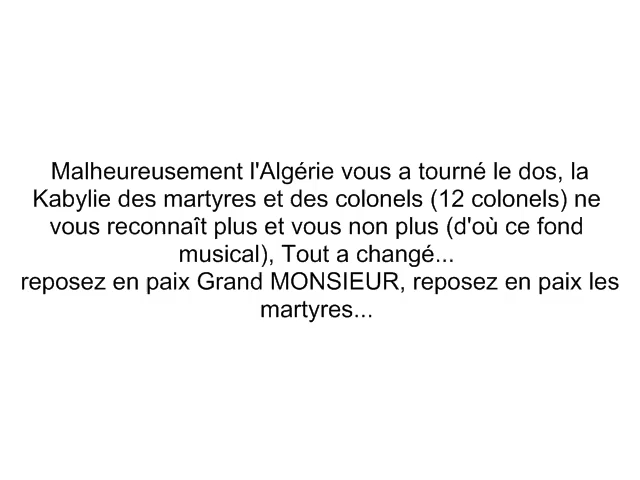 Malheureusement l'Algérie vous a tourné le dos, la
Kabylie des martyres et des colonels (12 colonels) ne
vous reconnaît plus et vous non plus (d'où ce fond
musical), Tout a changé...
reposez en paix Grand MONSIEUR, reposez en paix les
martyres...